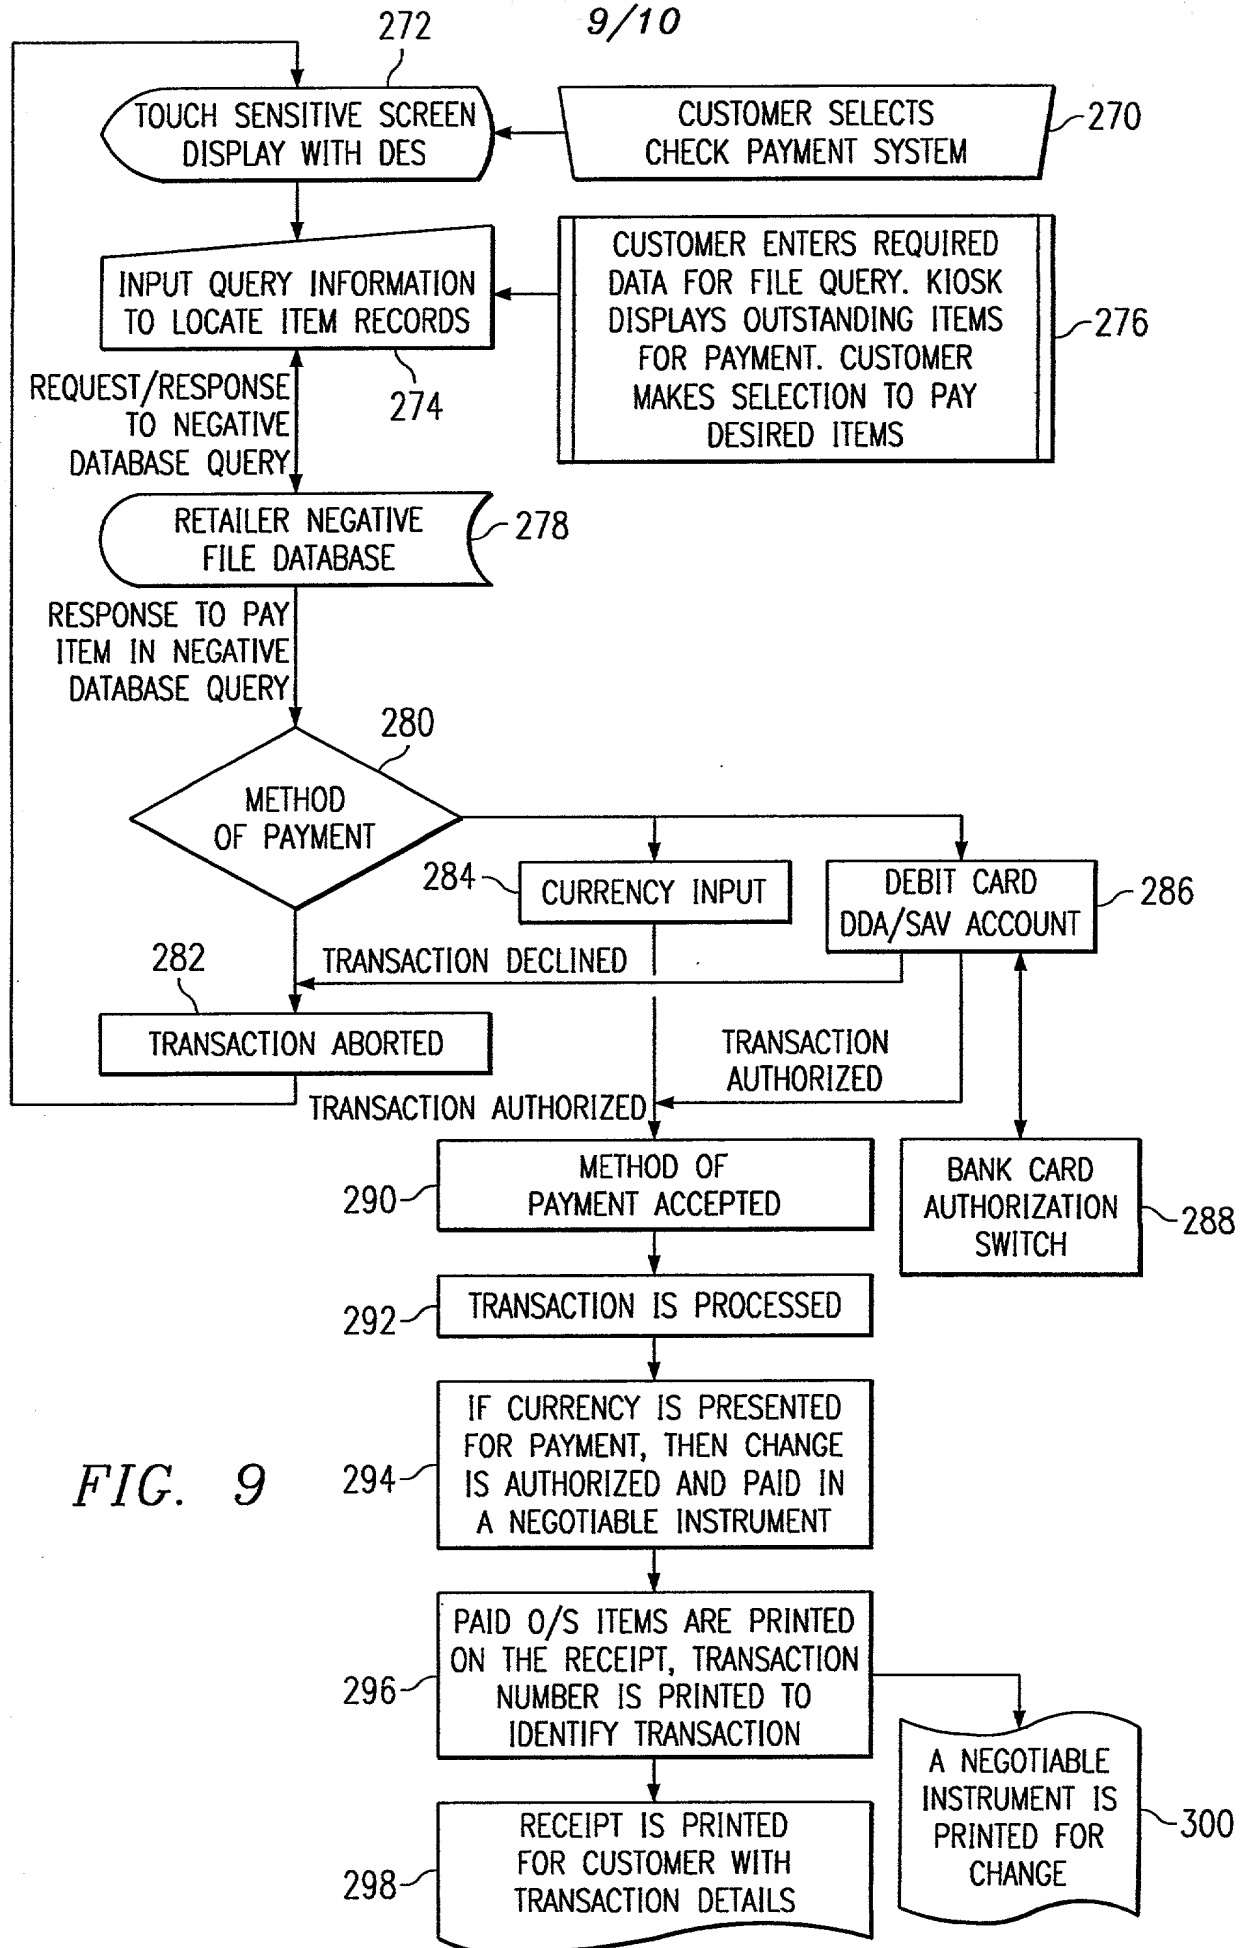 9/10
272
TOUCH SENSITIVE SCREEN
DISPLAY WITH DES
CUSTOMER SELECTS
CHECK PAYMENT SYSTEM
270
INPUT QUERY INFORMATION
TO LOCATE ITEM RECORDS
274
CUSTOMER ENTERS REQUIRED
DATA FOR FILE QUERY. KIOSK
DISPLAYS OUTSTANDING ITEMS
FOR PAYMENT. CUSTOMER
MAKES SELECTION TO PAY
DESIRED ITEMS
276
REQUEST/RESPONSE
TO NEGATIVE
DATABASE QUERY
RETAILER NEGATIVE
FILE DATABASE
278
RESPONSE TO PAY
ITEM IN NEGATIVE
DATABASE QUERY
280
METHOD
OF PAYMENT
284
CURRENCY INPUT
DEBIT CARD
DDA/SAV ACCOUNT
286
282
TRANSACTION DECLINED
TRANSACTION ABORTED
TRANSACTION
AUTHORIZED
TRANSACTION AUTHORIZED
290
METHOD OF
PAYMENT ACCEPTED
BANK CARD
AUTHORIZATION
SWITCH
288
292
TRANSACTION IS PROCESSED
FIG. 9
294
IF CURRENCY IS PRESENTED
FOR PAYMENT, THEN CHANGE
IS AUTHORIZED AND PAID IN
A NEGOTIABLE INSTRUMENT
296
PAID O/S ITEMS ARE PRINTED
ON THE RECEIPT, TRANSACTION
NUMBER IS PRINTED TO
IDENTIFY TRANSACTION
A NEGOTIABLE
INSTRUMENT IS
PRINTED FOR
CHANGE
300
298
RECEIPT IS PRINTED
FOR CUSTOMER WITH
TRANSACTION DETAILS